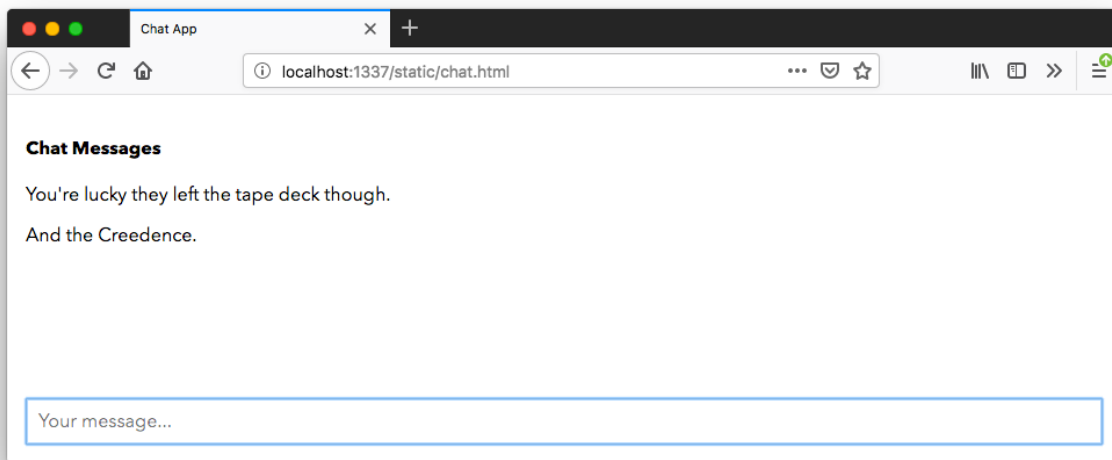 Chat App
localhost:1337/static/chat.html
Chat Messages
You're lucky they left the tape deck though.
And the Creedence.
Your message...